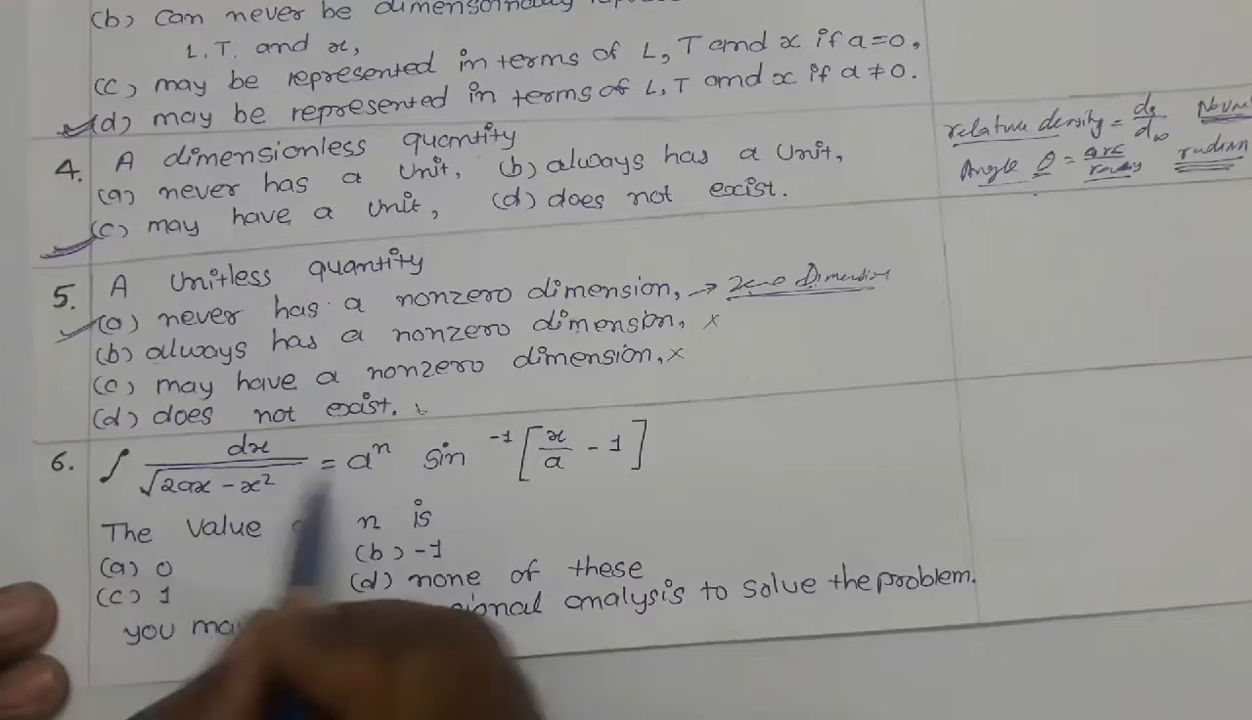 (b) can never be dimensionally
L.T. and x,
(c) may be represented in terms of L, T and x if a=0,
(d) may be represented in terms of L, T and x if a ≠ 0.
4. A dimensionless quantity
(a) never has a unit, (b) always has a unit,
(c) may have a unit, (d) does not exist.
relative density = ds/dw
Angle θ = arc/ radian
5. A unitless quantity
(a) never has a nonzero dimension, → Zero Dimension
(b) always has a nonzero dimension, x
(c) may have a nonzero dimension, x
(d) does not exist.
6. ∫ dx/√2ax - x² = aⁿ sin⁻¹ [x/a - 1]
The value n is
(a) 0 (b) -1
(c) 1 (d) none of these
you may analysis to solve the problem.